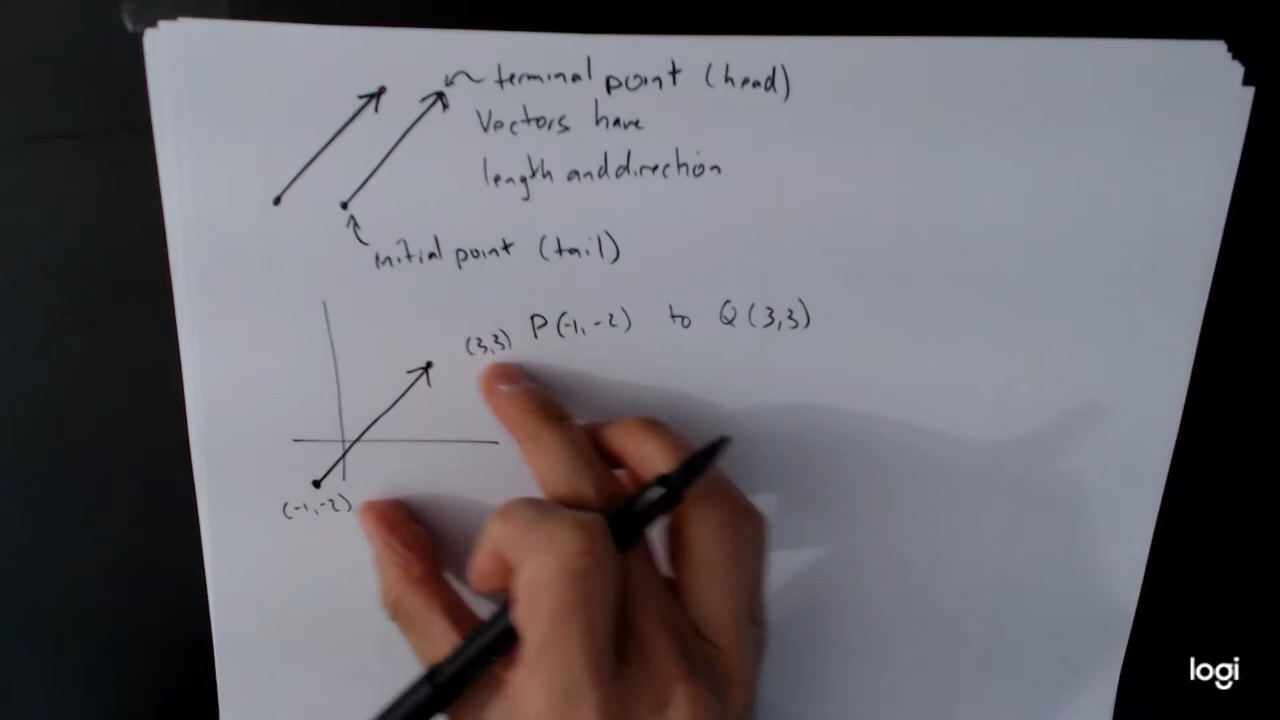 terminal point (head)
Vectors have
length and direction
initial point (tail)
P(-1,-2) to Q(3,3)
(3,3)
(-1,-2)
logi